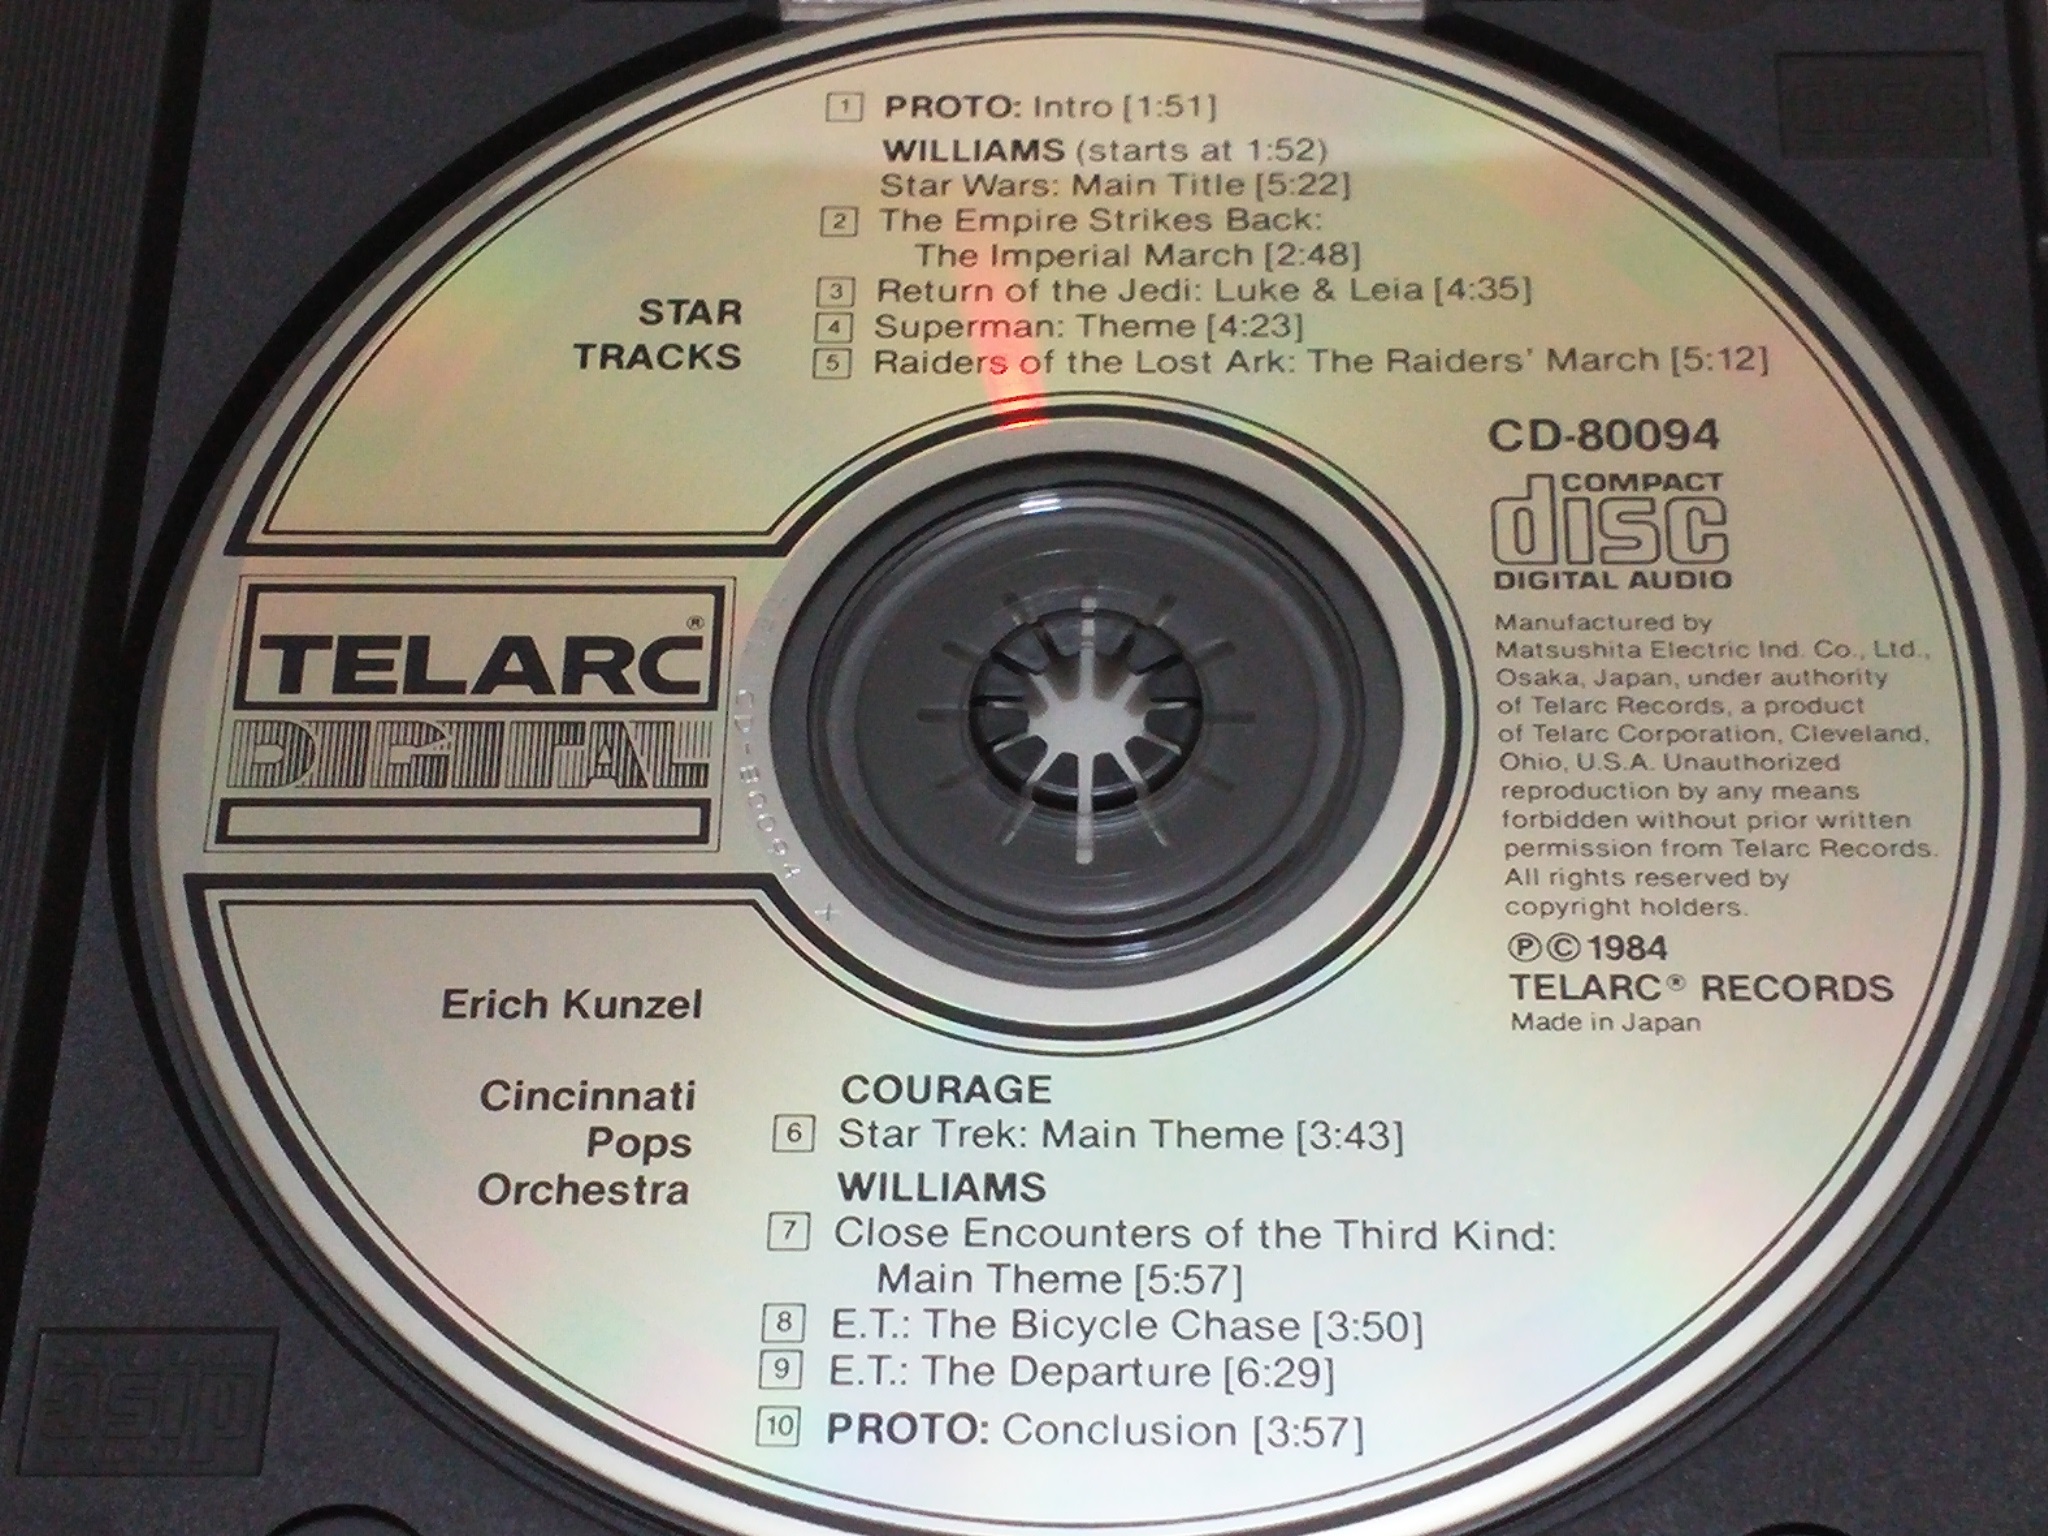 1 PROTO: Intro [1:51]
WILLIAMS (starts at 1:52)
Star Wars: Main Title [5:22]
2 The Empire Strikes Back:
The Imperial March [2:48]
3 Return of the Jedi: Luke & Leia [4:35]
4 Superman: Theme [4:23]
5 Raiders of the Lost Ark: The Raiders' March [5:12]
STAR
TRACKS
CD-80094
COMPACT
disc
DIGITAL AUDIO
TELARC®
DIGITAL
CD-80094
+
Manufactured by
Matsushita Electric Ind. Co., Ltd.,
Osaka, Japan, under authority
of Telarc Records, a product
of Telarc Corporation, Cleveland,
Ohio, U.S.A. Unauthorized
reproduction by any means
forbidden without prior written
permission from Telarc Records.
All rights reserved by
copyright holders.
℗© 1984
TELARC® RECORDS
Made in Japan
Erich Kunzel
Cincinnati
Pops
Orchestra
COURAGE
6 Star Trek: Main Theme [3:43]
WILLIAMS
7 Close Encounters of the Third Kind:
Main Theme [5:57]
8 E.T.: The Bicycle Chase [3:50]
9 E.T.: The Departure [6:29]
10 PROTO: Conclusion [3:57]
disc